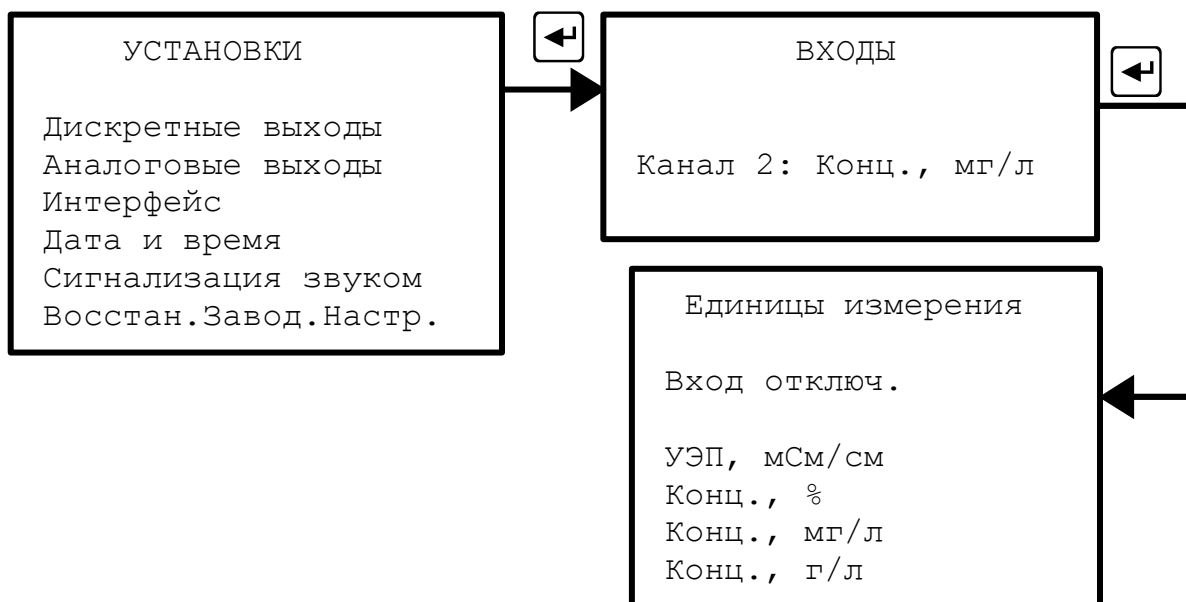 УСТАНОВКИ
Дискретные выходы
Аналоговые выходы
Интерфейс
Дата и время
Сигнализация звуком
Восстан.Завод.Настр.
ВХОДЫ
Канал 2: Конц., мг/л
Единицы измерения
Вход отключ.
УЭП, мСм/см
Конц., %
Конц., мг/л
Конц., г/л